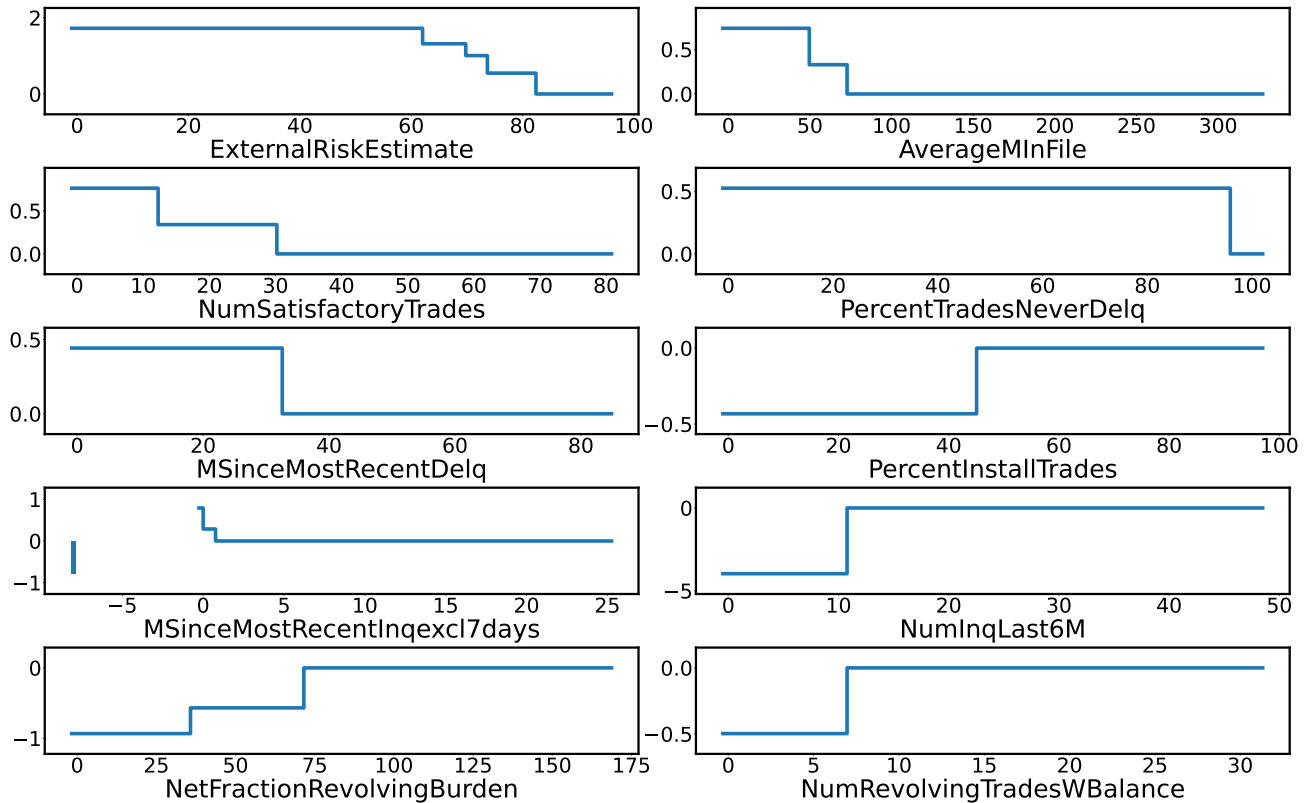 2
0
0 20 40 60 80 100
ExternalRiskEstimate
0.5
0.0
0 50 100 150 200 250 300
AverageMInFile
0.5
0.0
0 10 20 30 40 50 60 70 80
NumSatisfactoryTrades
0.5
0.0
0 20 40 60 80 100
PercentTradesNeverDelq
0.5
0.0
0 20 40 60 80
MSinceMostRecentDelq
0.0
−0.5
0 20 40 60 80 100
PercentInstallTrades
1
0
−1
−5 0 5 10 15 20 25
MSinceMostRecentInqexcl7days
0
−5
0 10 20 30 40 50
NumInqLast6M
0
−1
0 25 50 75 100 125 150 175
NetFractionRevolvingBurden
0.0
−0.5
0 5 10 15 20 25 30
NumRevolvingTradesWBalance